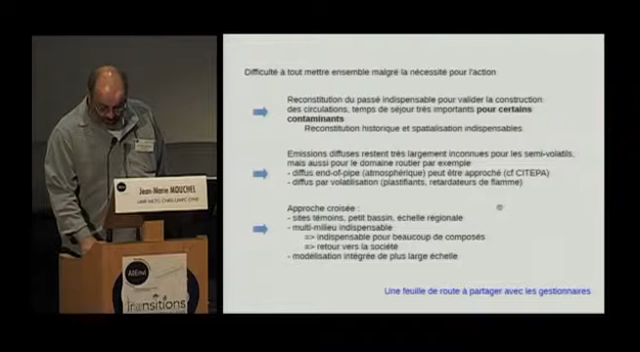 Difficulté à tout mettre ensemble malgré la nécessité pour l'action
Reconstitution du passé indispensable pour valider la construction
des circulations, temps de séjour très importants pour certains
contaminants
Reconstitution historique et spatialisation indispensables
Emissions diffuses restent très largement inconnues pour les semi-volatils,
mais aussi pour le domaine routier par exemple
- diffus end-of-pipe (atmosphérique) peut être approché (cf CITEPA)
- diffus par volatilisation (plastifiants, retardateurs de flamme)
Approche croisée :
- sites témoins, petit bassin, échelle régionale
- multi-milieu indispensable
=> indispensable pour beaucoup de composés
=> retour vers la société
- modélisation intégrée de plus large échelle
Une feuille de route à partager avec les gestionnaires
Jean-Marie MOUCHEL
AllEnvi
Transitions